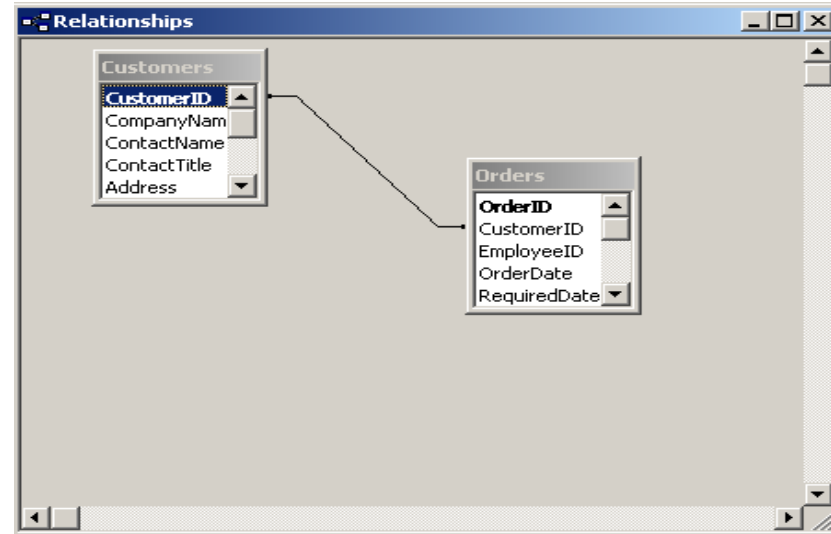 Relationships
Customers
CustomerID
CompanyNam
ContactName
ContactTitle
Address
Orders
OrderID
CustomerID
EmployeeID
OrderDate
RequiredDate